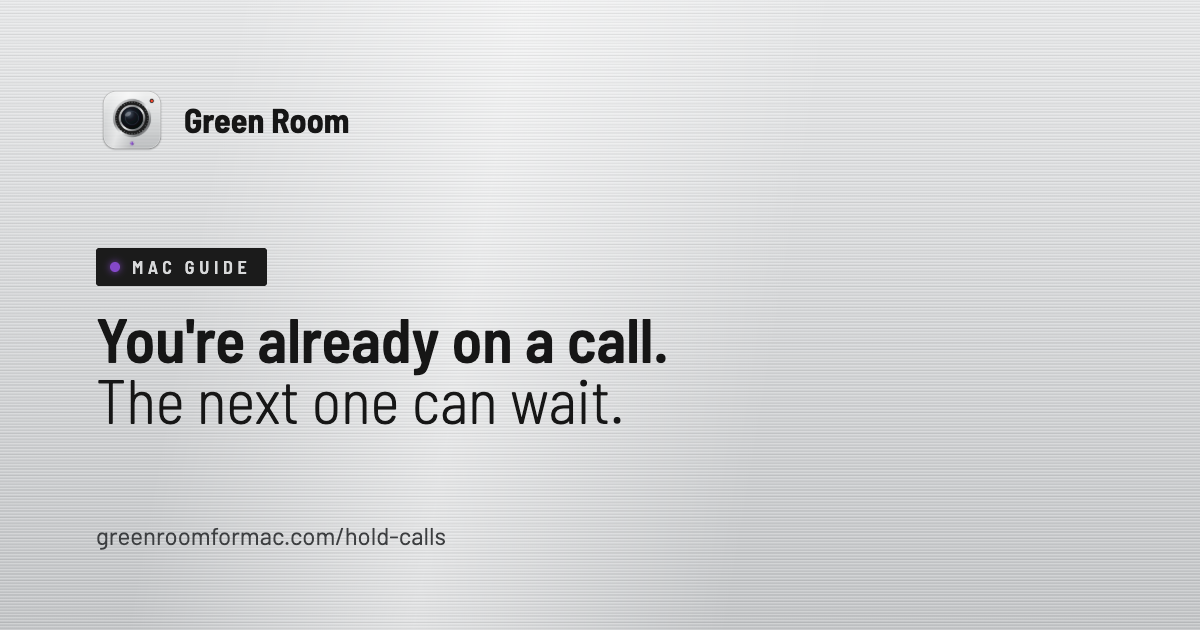 Green Room
MAC GUIDE
You're already on a call.
The next one can wait.
greenroomformac.com/hold-calls